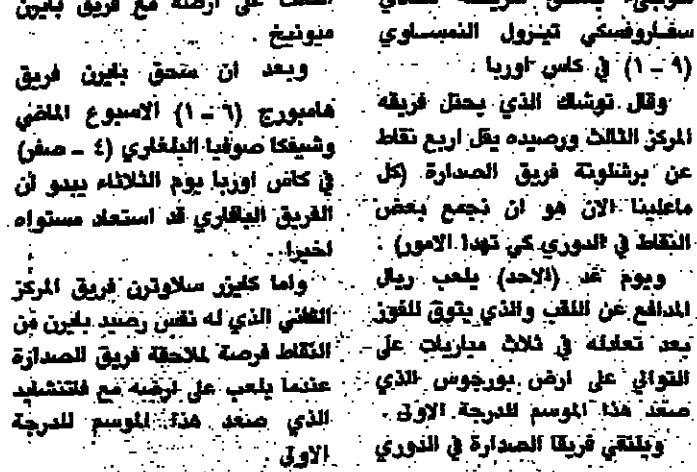 سفاروفسكي تينزول النمساوي
(٩ – ١) في كاس اوربا .
وقال توشاك الذي يحتل فريقه
المركز الثالث ورصيده يقل اربع نقاط
عن برشلونة فريق الصدارة (كل
ماعلينا الان هو ان نجمع بعض
النقاط في الدوري كي تهدا الامور) .
ويوم غد (الاحد) يلعب ريال
المدافع عن اللقب والذي يتوق للفوز
بعد تعادله في ثلاث مباريات على
التوالي على ارض بورجوس الذي
صعد هذا الموسم للدرجة الاولى .
ويلتقي فريقا الصدارة في الدوري
على ارضه مع فريق بايرن
ميونيخ .
وبعد ان سحق بايرن فريق
هامبورج (٦ – ١) الاسبوع الماضي
وشيفكا صوفيا البلغاري (٤ – صفر)
في كاس اوربا يوم الثلاثاء يبدو ان
الفريق البافاري قد استعاد مستواه
اخيرا .
واما كايزر سلاوترن فريق المركز
الثاني الذي له نفس رصيد بايرن من
النقاط فرصة لملاحقة فريق الصدارة
عندما يلعب على ارضه مع فاتنشايد
الذي صعد هذا الموسم للدرجة
الاولى .